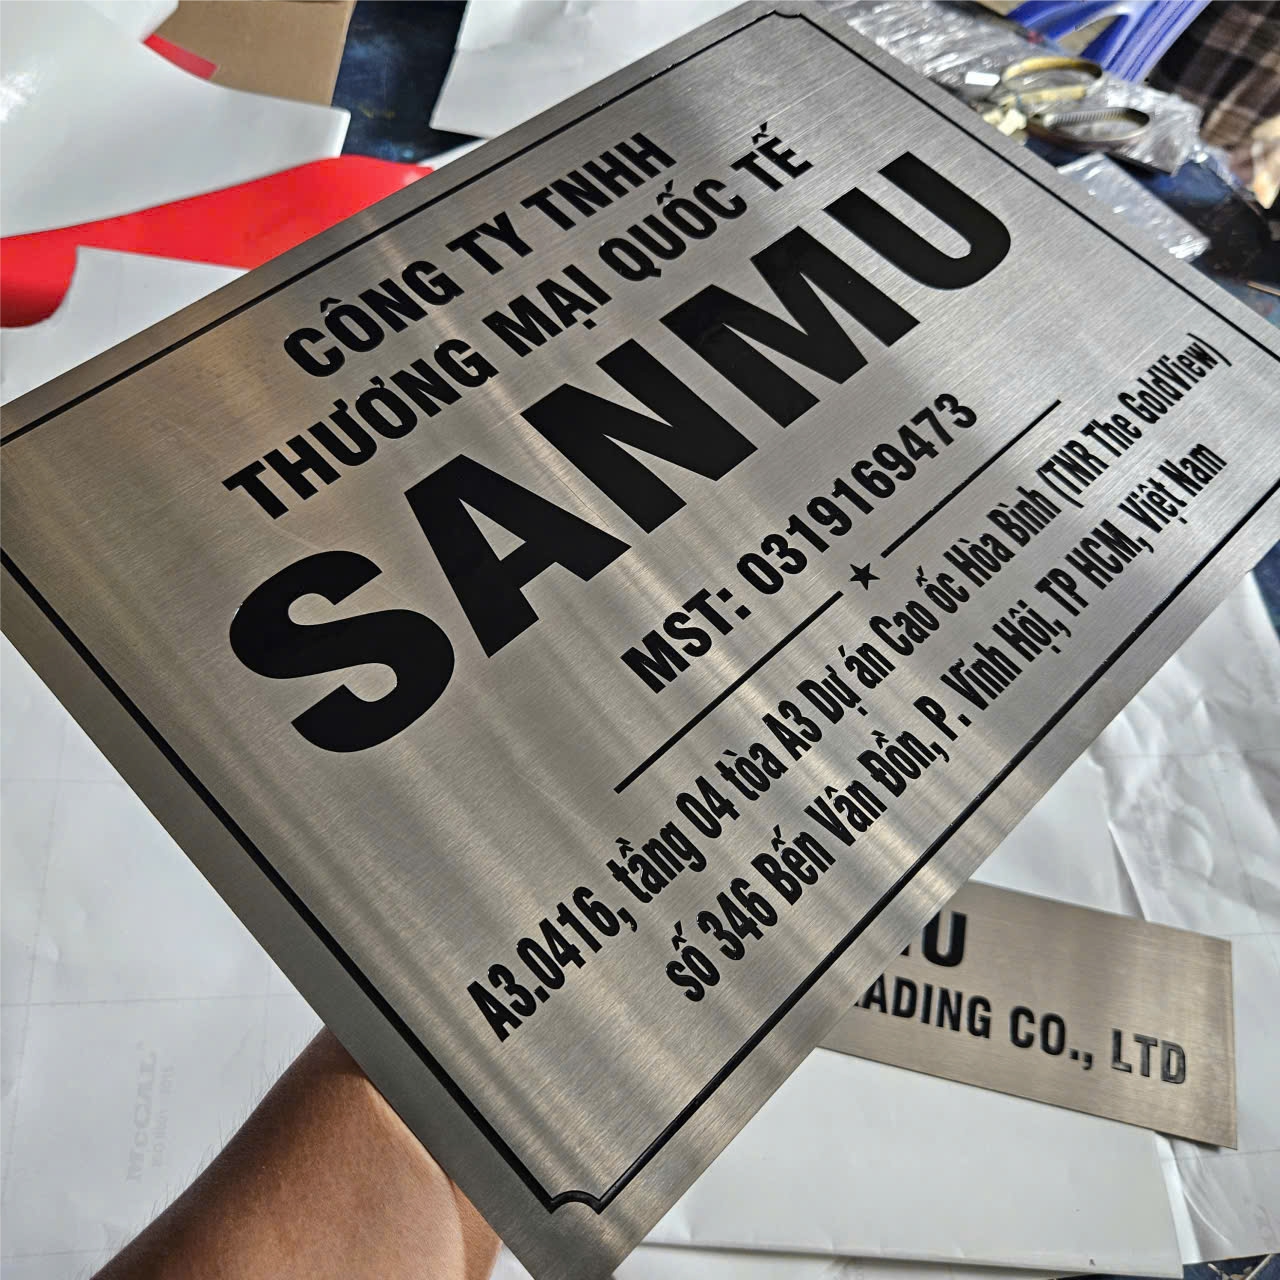 CÔNG TY TNHH
THƯƠNG MẠI QUỐC TẾ
SANMU
MST: 0319169473
A3.0416, tầng 04 tòa A3 Dự án Cao ốc Hòa Bình (TNR The GoldView)
số 346 Bến Vân Đồn, P. Vĩnh Hội, TP HCM, Việt Nam
CO., LTD
McCAL